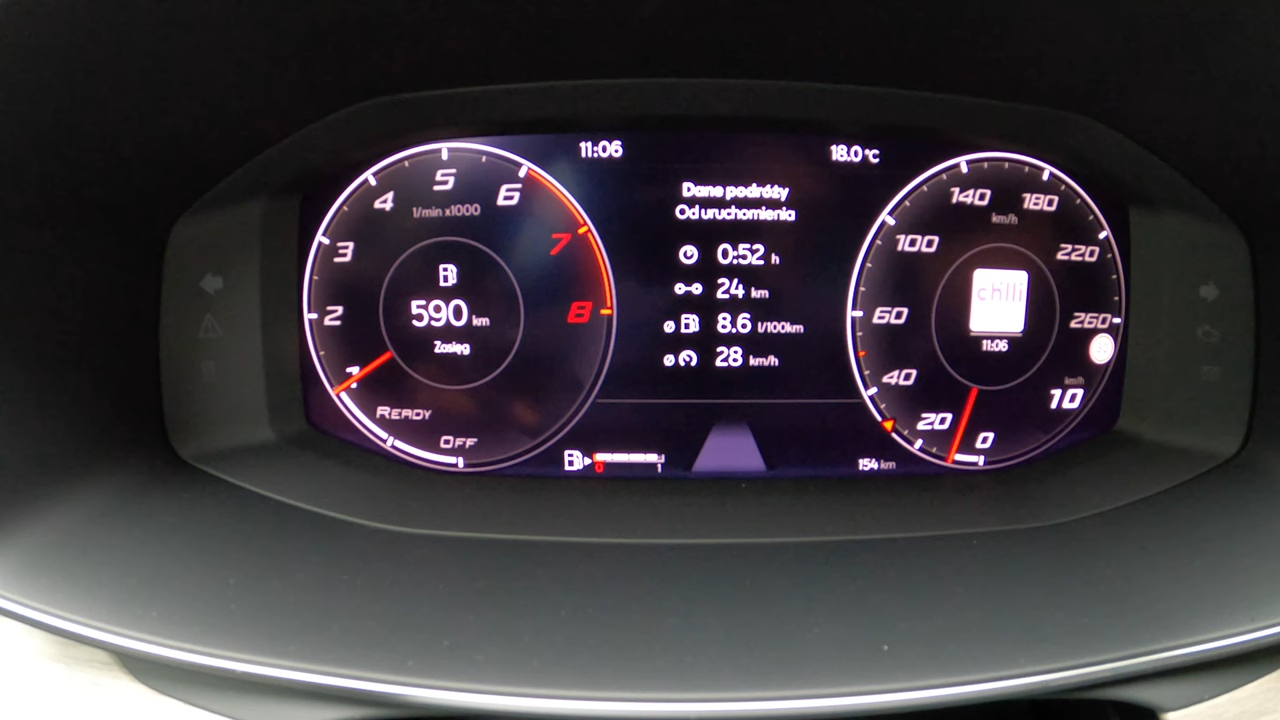 11:06
18.0 °C
Dane podróży
Od uruchomienia
0:52 h
24 km
ø 8.6 l/100km
ø 28 km/h
1 2 3 4 5 6 7 8
1/min x1000
590 km
Zasięg
READY
OFF
0 1
154 km
0 20 40 60 100 140 180 220 260
km/h
chilli
11:06
km/h
10